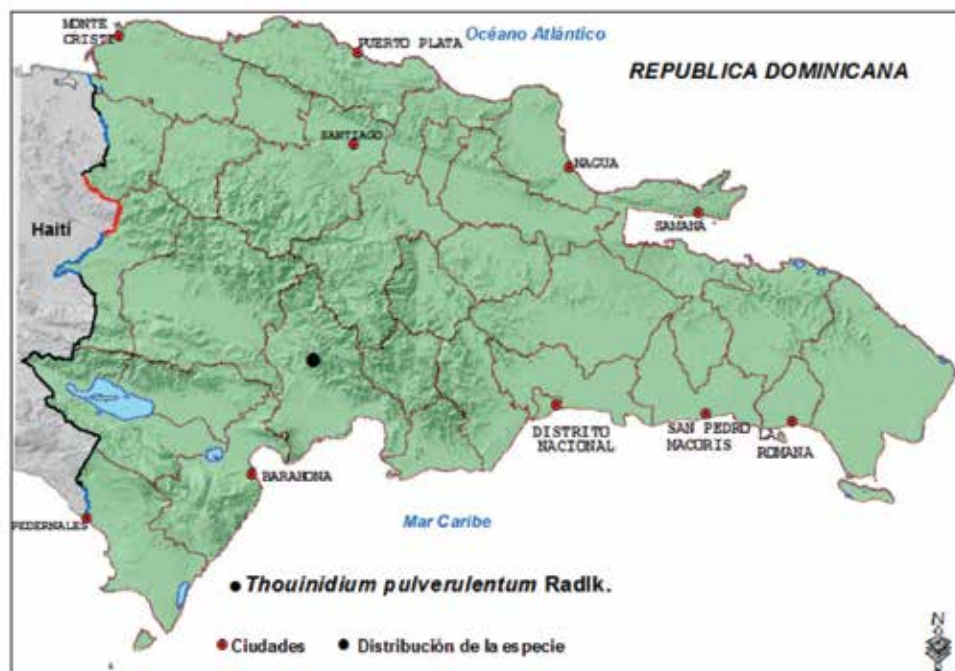 MONTE
CRISTI
PUERTO PLATA
Océano Atlántico
REPUBLICA DOMINICANA
SANTIAGO
NAGUA
SAMANÁ
Haití
DISTRITO
NACIONAL
SAN PEDRO
MACORIS
LA
ROMANA
BARAHONA
PEDERNALES
Mar Caribe
• Thouinidium pulverulentum Radlk.
Ciudades
Distribución de la especie
N